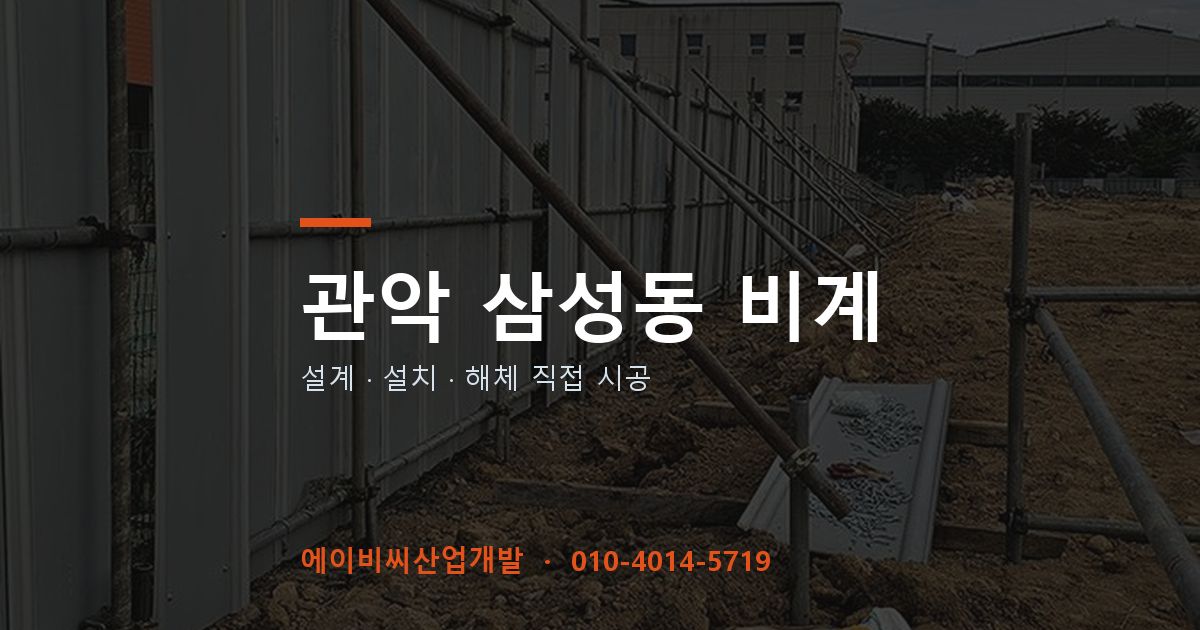 관악 삼성동 비계
설계 · 설치 · 해체 직접 시공
에이비씨산업개발 · 010-4014-5719